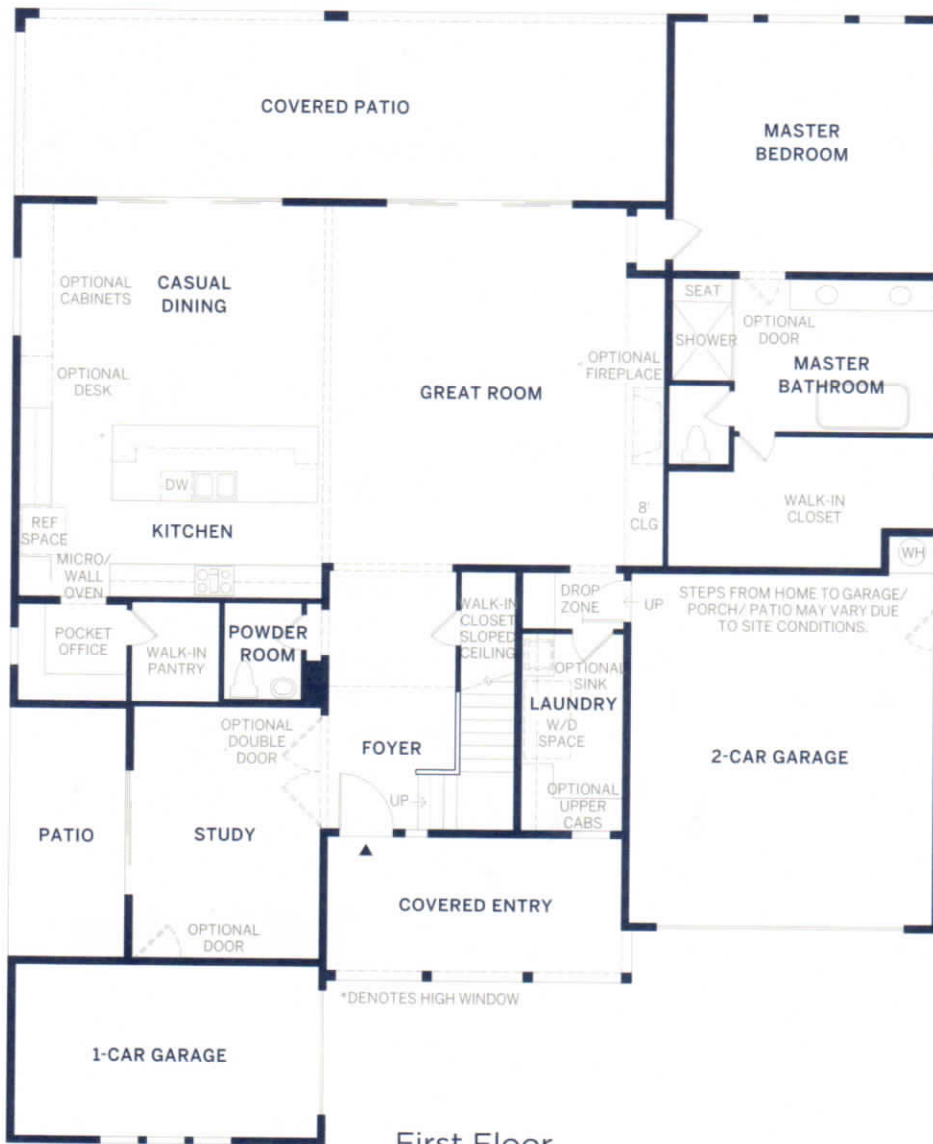 COVERED PATIO
MASTER
BEDROOM
OPTIONAL
CABINETS
CASUAL
DINING
SEAT
SHOWER
OPTIONAL
DOOR
MASTER
BATHROOM
*
OPTIONAL
FIREPLACE
OPTIONAL
DESK
*
GREAT ROOM
DW
REF
SPACE
KITCHEN
8'
CLG
WALK-IN
CLOSET
WH
MICRO/
WALL
OVEN
DROP
ZONE
UP
STEPS FROM HOME TO GARAGE/
PORCH/ PATIO MAY VARY DUE
TO SITE CONDITIONS.
POCKET
OFFICE
WALK-IN
PANTRY
POWDER
ROOM
WALK-IN
CLOSET
SLOPED
CEILING
OPTIONAL
SINK
LAUNDRY
W/D
SPACE
OPTIONAL
UPPER
CABS
OPTIONAL
DOUBLE
DOOR
FOYER
UP
2-CAR GARAGE
PATIO
STUDY
OPTIONAL
DOOR
COVERED ENTRY
*DENOTES HIGH WINDOW
1-CAR GARAGE
First Floor